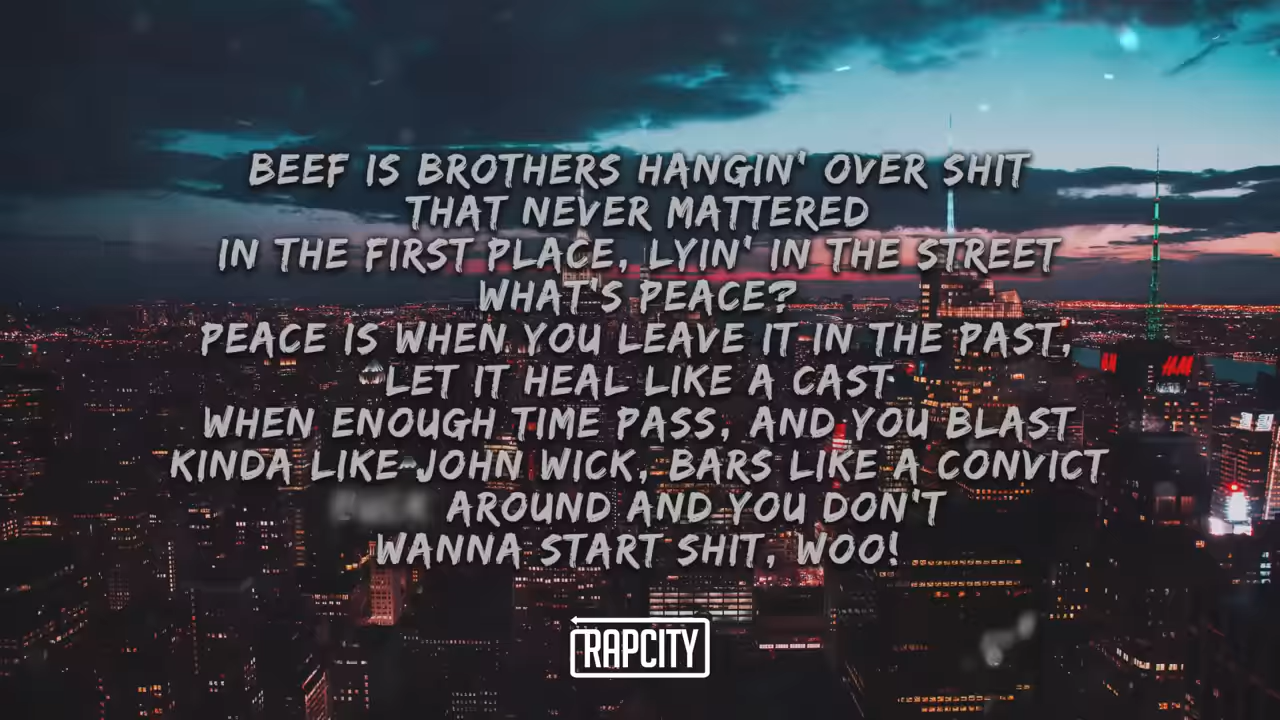 BEEF IS BROTHERS HANGIN' OVER SHIT
THAT NEVER MATTERED
IN THE FIRST PLACE, LYIN' IN THE STREET
WHAT'S PEACE?
PEACE IS WHEN YOU LEAVE IT IN THE PAST,
LET IT HEAL LIKE A CAST
WHEN ENOUGH TIME PASS, AND YOU BLAST
KINDA LIKE JOHN WICK, BARS LIKE A CONVICT
AROUND AND YOU DON'T
WANNA START SHIT, WOO!
H&M
RAPCITY